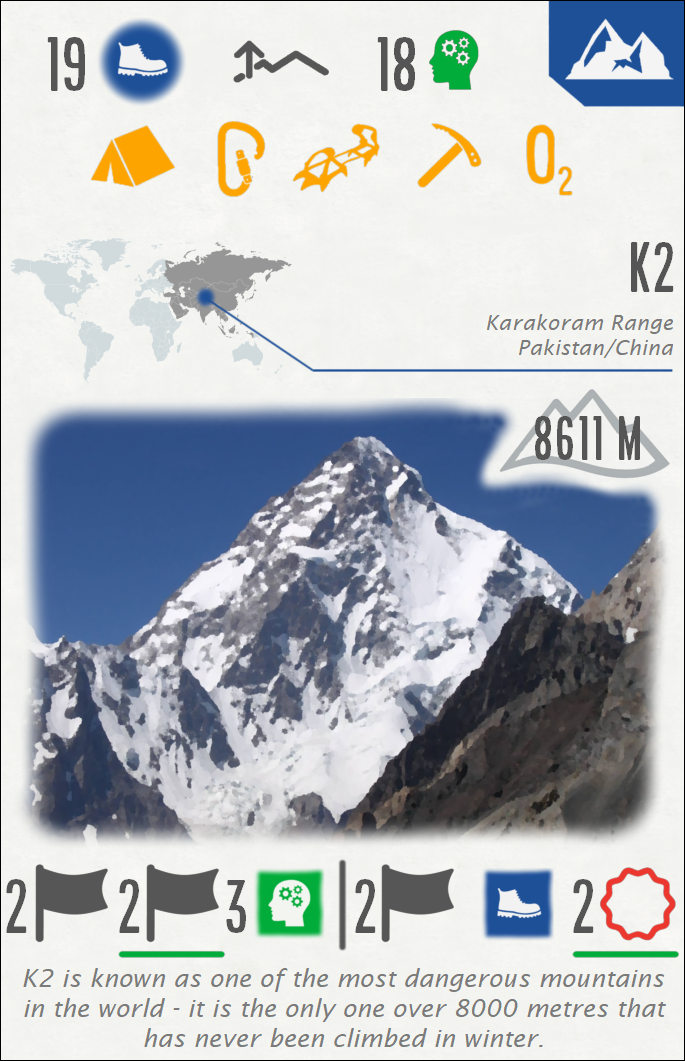 19 18
O2
K2
Karakoram Range
Pakistan/China
8611 M
2 2 3 2 2
K2 is known as one of the most dangerous mountains
in the world - it is the only one over 8000 metres that
has never been climbed in winter.